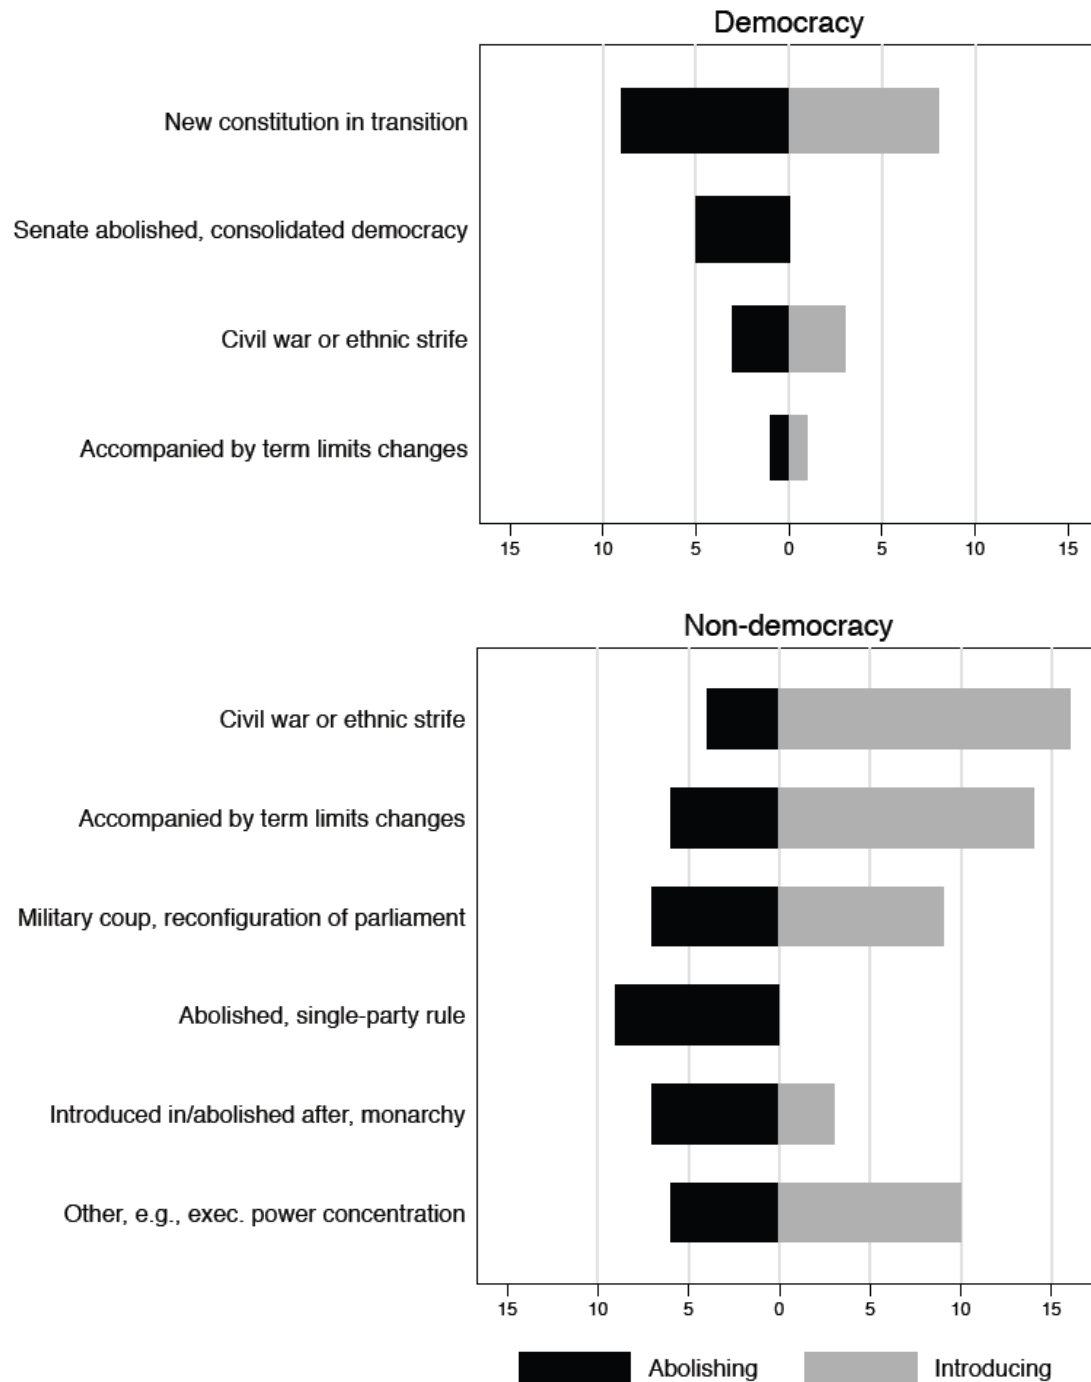 Democracy
New constitution in transition
Senate abolished, consolidated democracy
Civil war or ethnic strife
Accompanied by term limits changes
15 10 5 0 5 10 15
Non-democracy
Civil war or ethnic strife
Accompanied by term limits changes
Military coup, reconfiguration of parliament
Abolished, single-party rule
Introduced in/abolished after, monarchy
Other, e.g., exec. power concentration
15 10 5 0 5 10 15
Abolishing Introducing